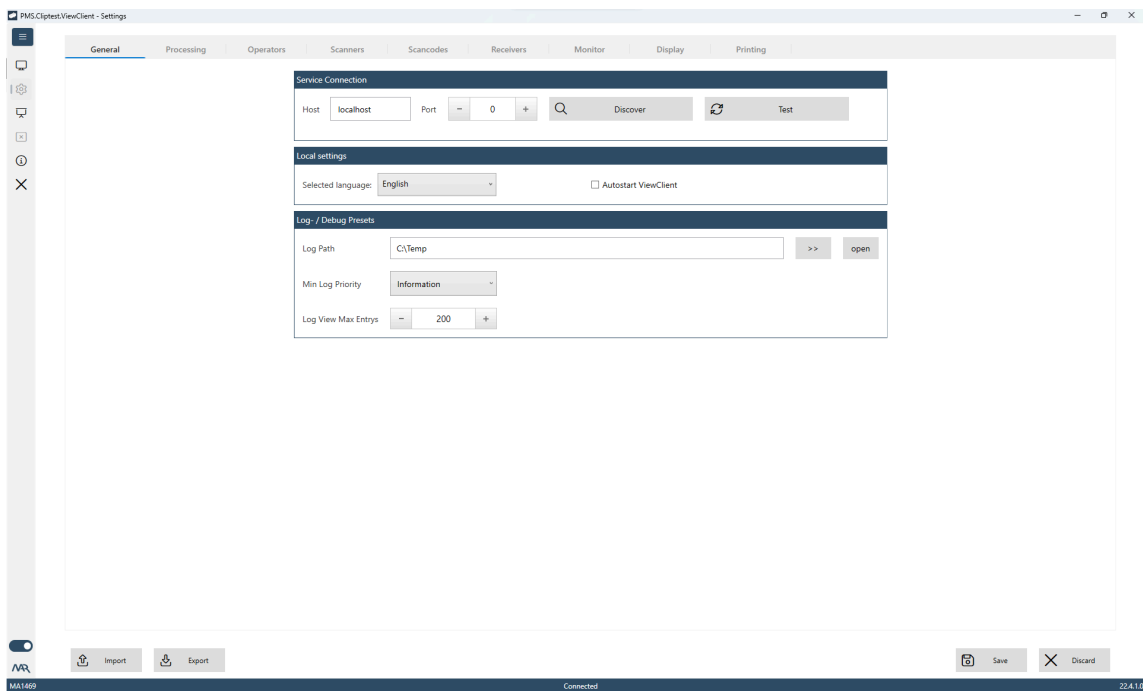 PMS.Cliptest.ViewClient - Settings
General Processing Operators Scanners Scancodes Receivers Monitor Display Printing
Service Connection
Host localhost Port - 0 + Discover Test
Local settings
Selected language: English Autostart ViewClient
Log- / Debug Presets
Log Path C:\Temp >> open
Min Log Priority Information
Log View Max Entrys - 200 +
Import Export Save Discard
MA1469 Connected 22.4.1.0